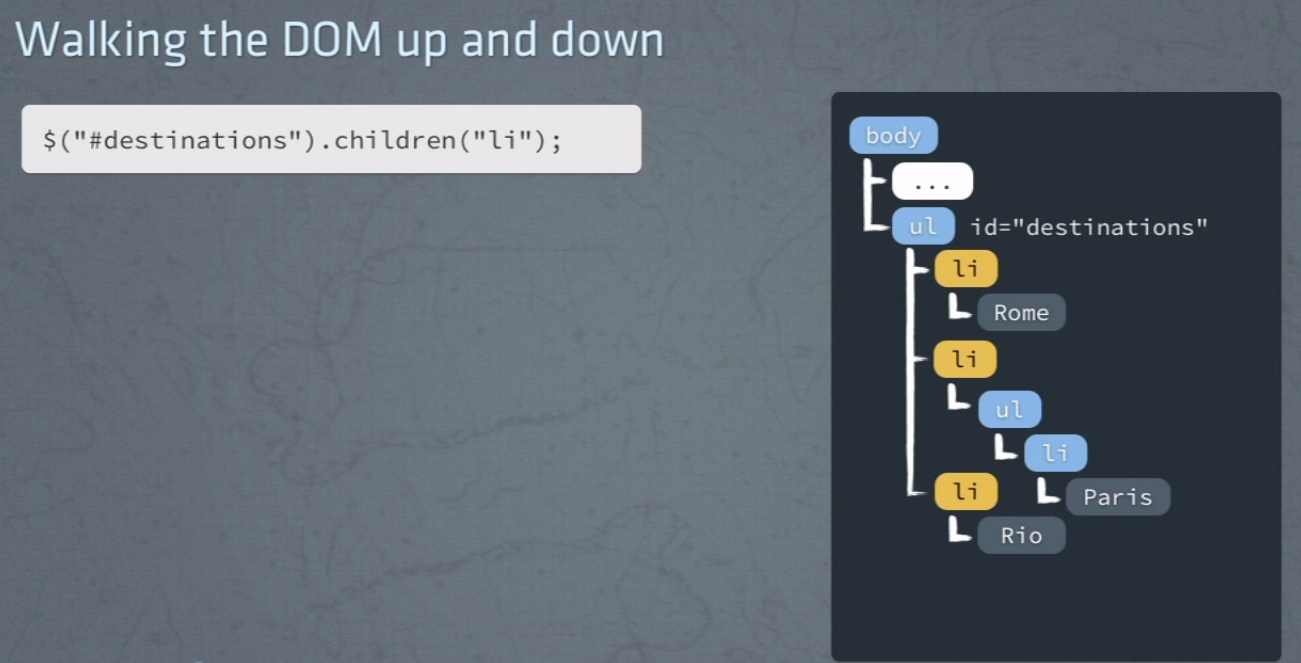 Walking the DOM up and down
$("#destinations").children("li");
body
...
ul id="destinations"
li
Rome
li
ul
li
li
Paris
Rio